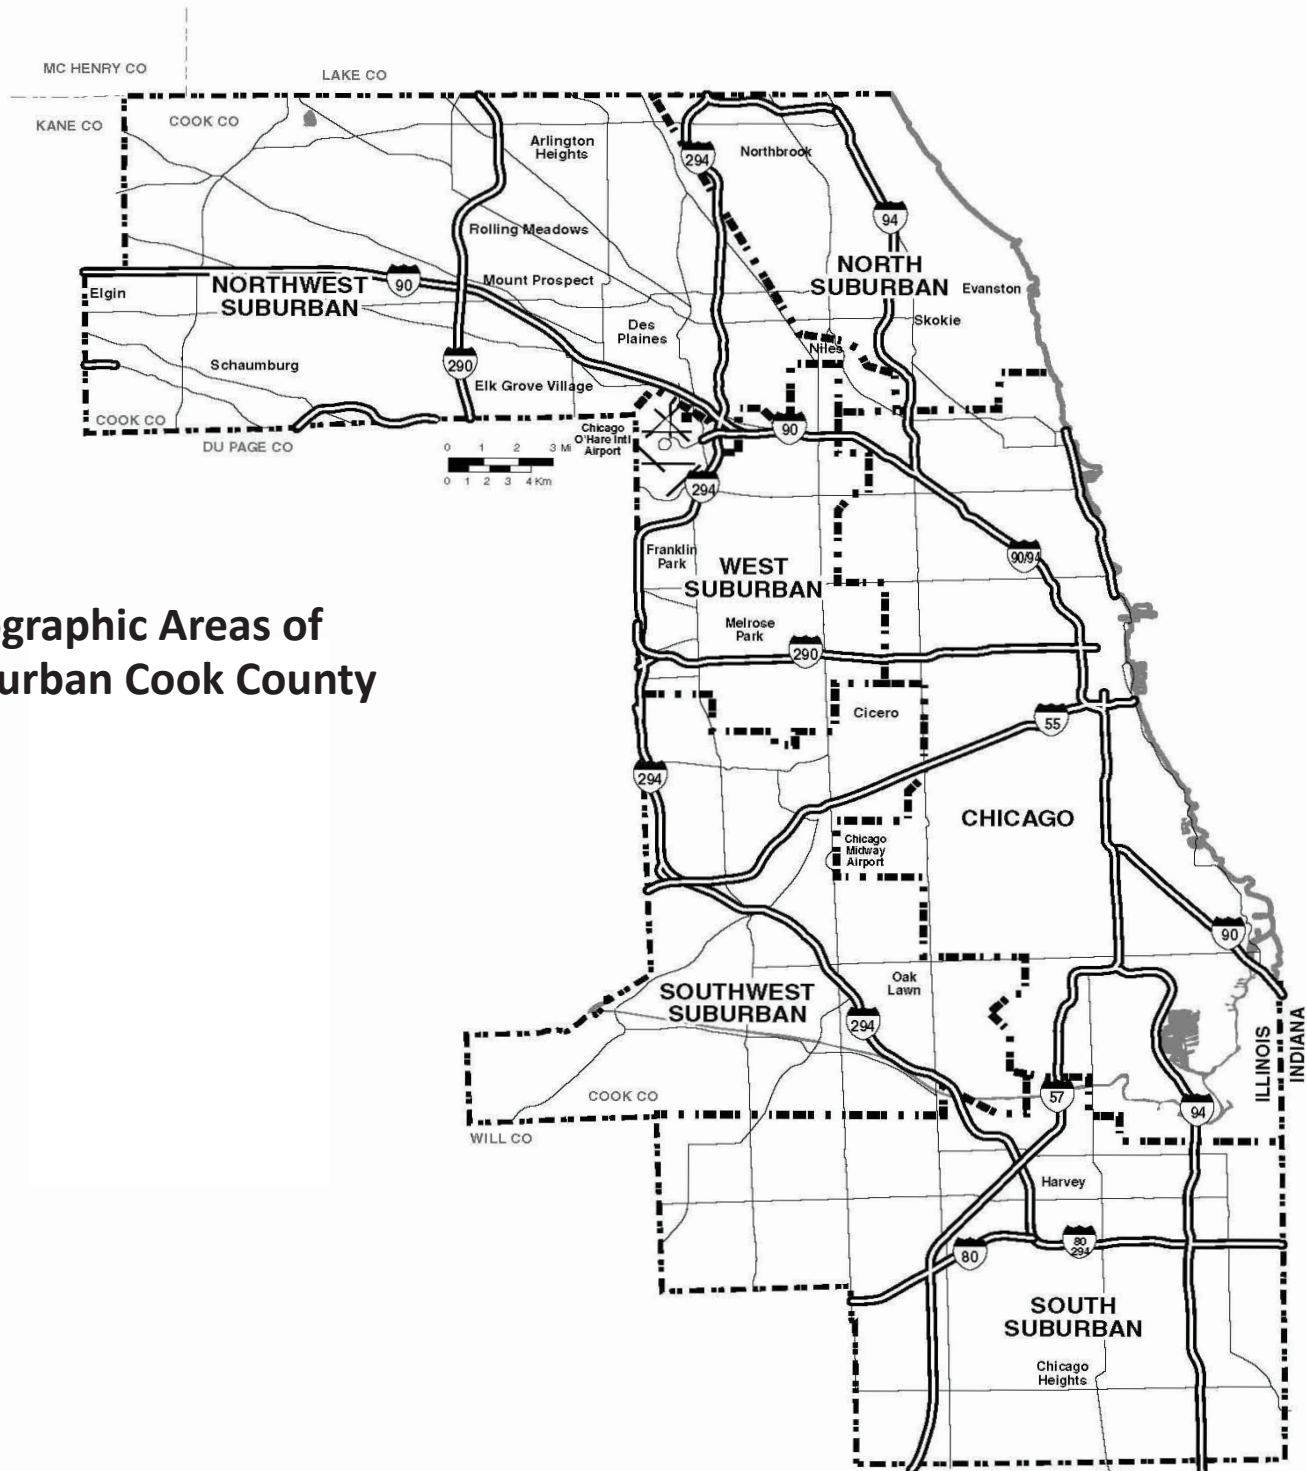 MC HENRY CO
LAKE CO
KANE CO
COOK CO
Arlington
Heights
294
Northbrook
94
Rolling Meadows
NORTH
SUBURBAN
Evanston
Mount Prospect
90
NORTHWEST
SUBURBAN
Elgin
Skokie
Des
Plaines
Niles
Schaumburg
290
Elk Grove Village
COOK CO
DU PAGE CO
Chicago
O'Hare Intl
Airport
90
0 1 2 3 Mi
0 1 2 3 4 Km
294
Franklin
Park
WEST
SUBURBAN
90/94
Melrose
Park
290
ographic Areas of
urban Cook County
Cicero
55
294
CHICAGO
Chicago
Midway
Airport
90
Oak
Lawn
SOUTHWEST
SUBURBAN
294
ILLINOIS
INDIANA
COOK CO
57
94
WILL CO
Harvey
80
80
294
SOUTH
SUBURBAN
Chicago
Heights